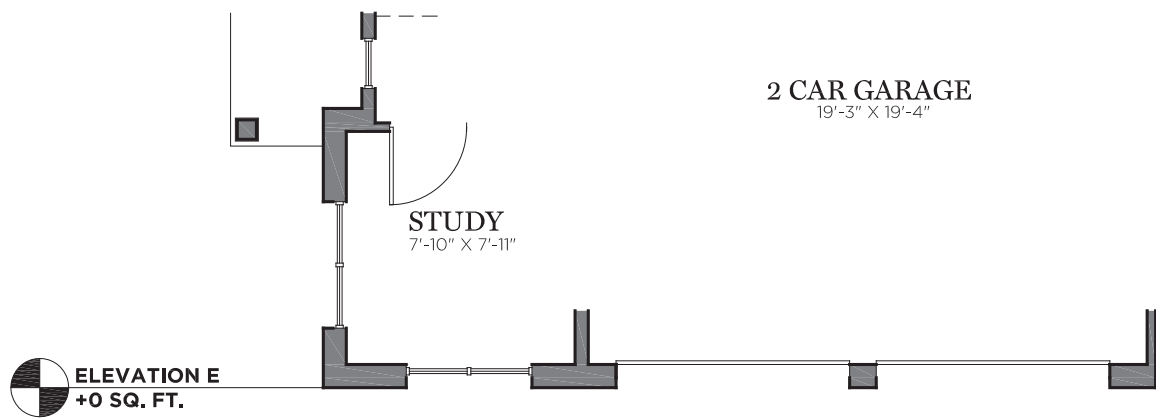 2 CAR GARAGE
19'-3" X 19'-4"
STUDY
7'-10" X 7'-11"
ELEVATION E
+0 SQ. FT.